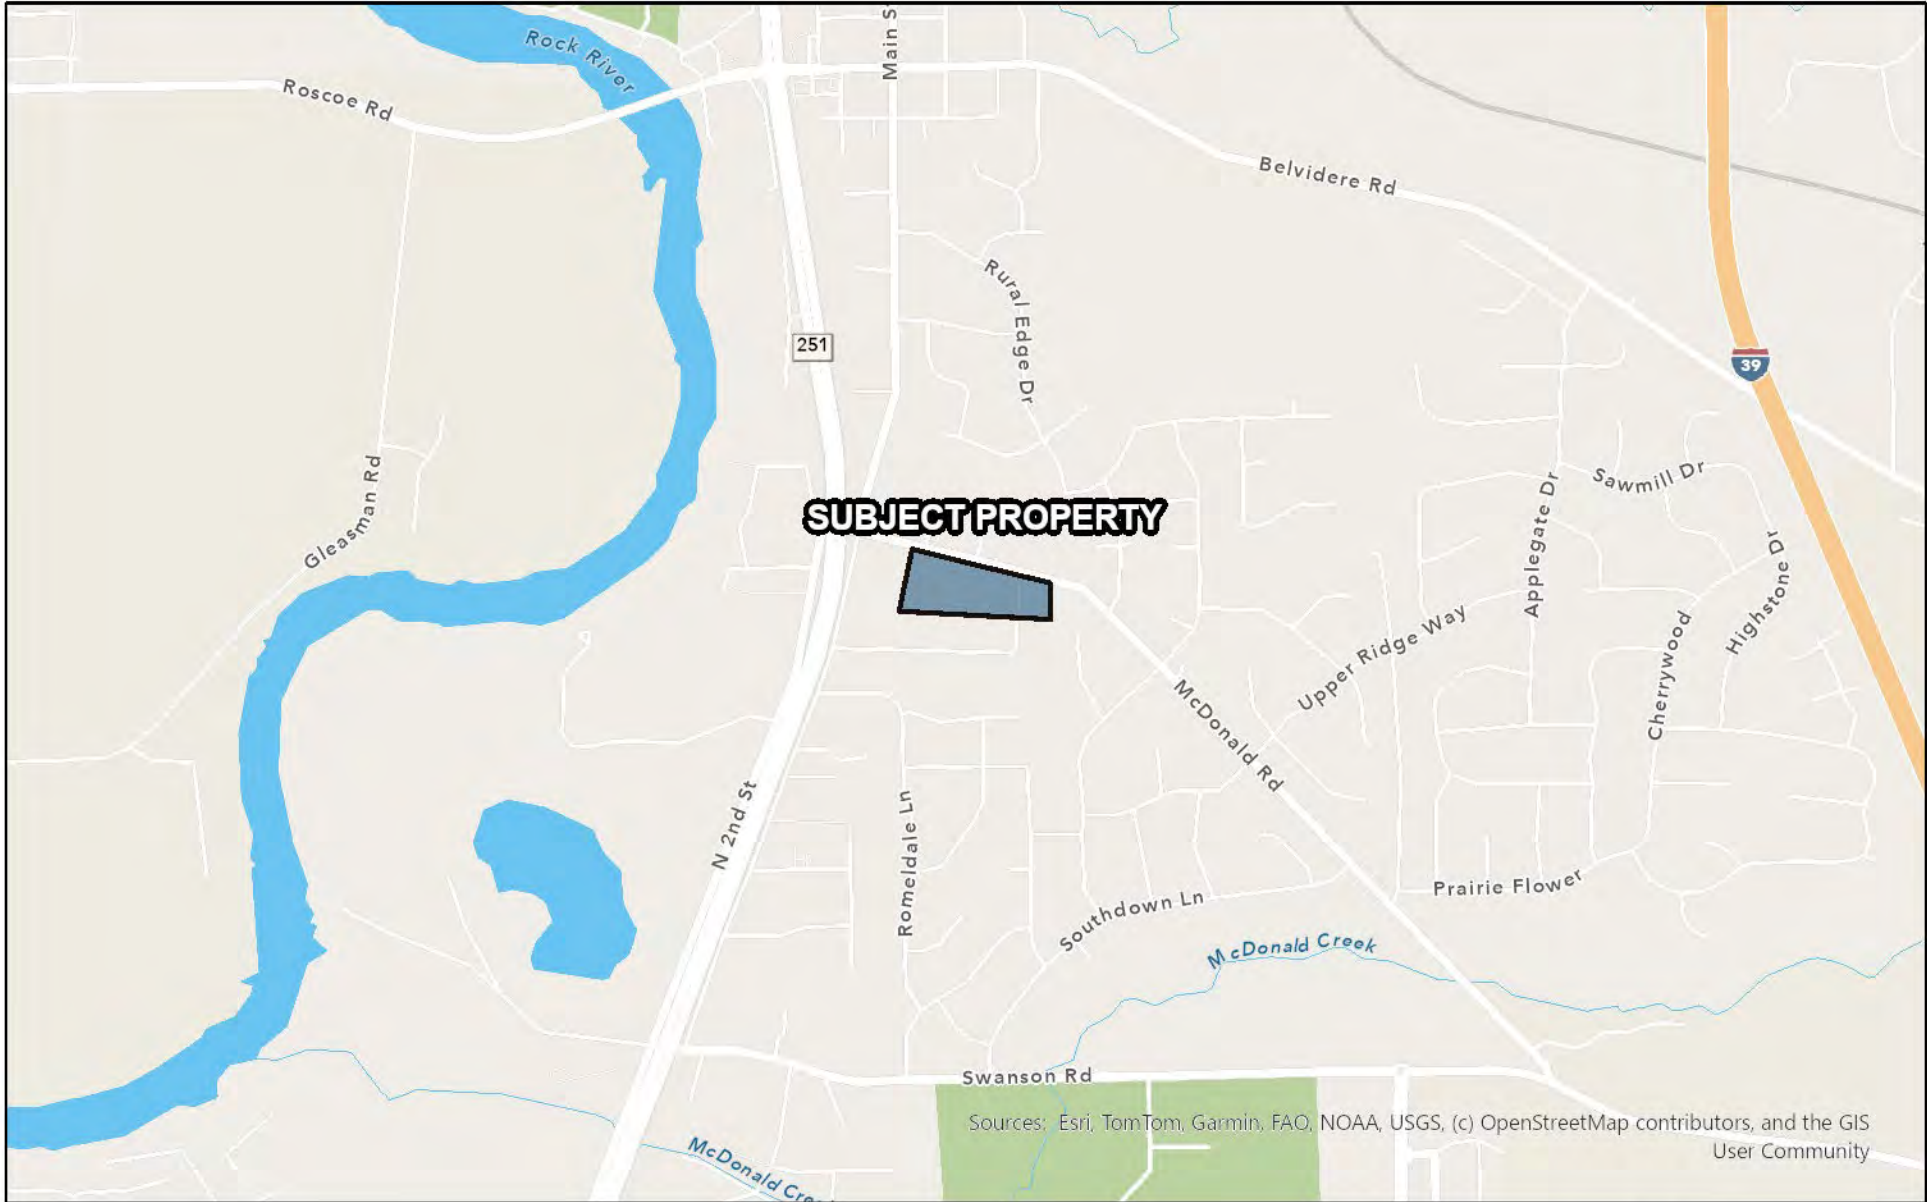 Main S
Rock River
Roscoe Rd
Belvidere Rd
Rural Edge Dr
251
39
Gleasman Rd
Sawmill Dr
SUBJECT PROPERTY
Applegate Dr
Highstone Dr
Cherrywood
Upper Ridge Way
McDonald Rd
N 2nd St
Romeldale Ln
Prairie Flower
Southdown Ln
McDonald Creek
Swanson Rd
Sources: Esri, TomTom, Garmin, FAO, NOAA, USGS, (c) OpenStreetMap contributors, and the GIS
User Community
McDonald Cree